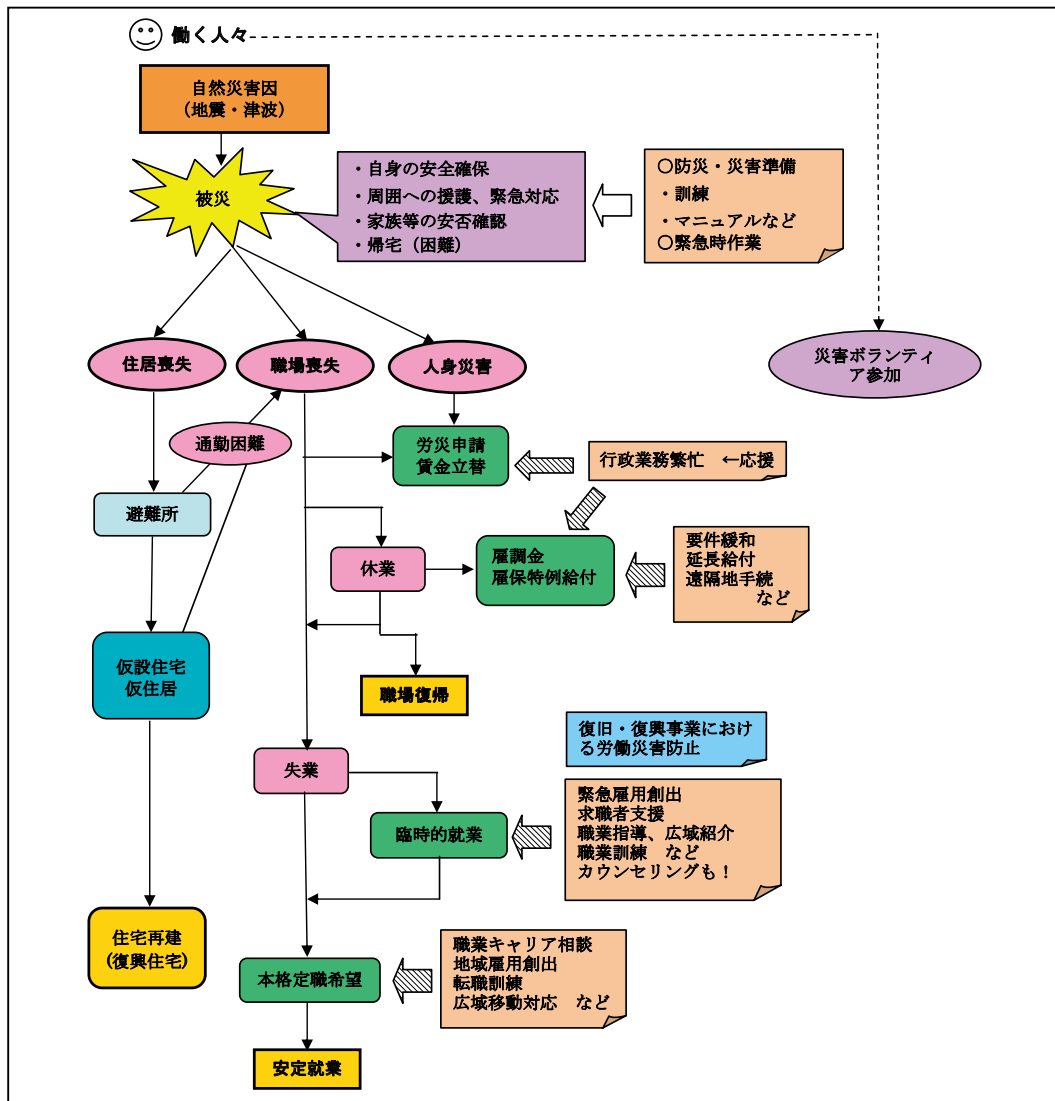 働く人々
自然災害因
(地震・津波)
被災
・自身の安全確保
・周囲への援護、緊急対応
・家族等の安否確認
・帰宅（困難）
〇防災・災害準備
・訓練
・マニュアルなど
〇緊急時作業
住居喪失
職場喪失
人身災害
災害ボランティ
ア参加
通勤困難
労災申請
賃金立替
行政業務繁忙　←応援
避難所
休業
雇調金
雇保特例給付
要件緩和
延長給付
遠隔地手続
など
仮設住宅
仮住居
職場復帰
復旧・復興事業におけ
る労働災害防止
失業
臨時的就業
緊急雇用創出
求職者支援
職業指導、広域紹介
職業訓練　など
カウンセリングも！
住宅再建
(復興住宅)
本格定職希望
職業キャリア相談
地域雇用創出
転職訓練
広域移動対応　など
安定就業